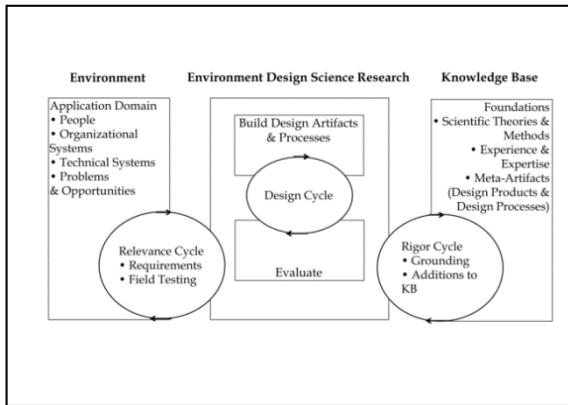 Environment
Environment Design Science Research
Knowledge Base
Application Domain
• People
• Organizational
Systems
• Technical Systems
• Problems
& Opportunities
Build Design Artifacts
& Processes
Design Cycle
Evaluate
Relevance Cycle
• Requirements
• Field Testing
Foundations
• Scientific Theories &
Methods
• Experience &
Expertise
• Meta-Artifacts
(Design Products &
Design Processes)
Rigor Cycle
• Grounding
• Additions to
KB